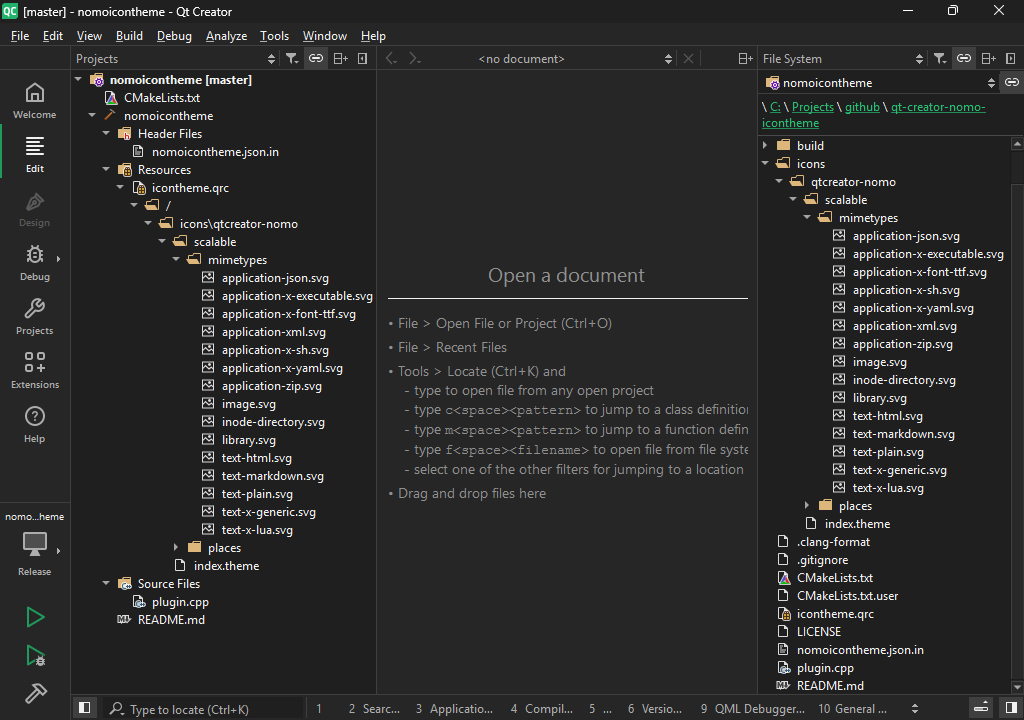 QC [master] - nomoicontheme - Qt Creator
File Edit View Build Debug Analyze Tools Window Help
Projects
<no document>
File System
Welcome
Edit
Design
Debug
Projects
Extensions
Help
nomo...heme
Release
nomoicontheme [master]
CMakeLists.txt
nomoicontheme
Header Files
nomoicontheme.json.in
Resources
icontheme.qrc
/
icons\qtcreator-nomo
scalable
mimetypes
application-json.svg
application-x-executable.svg
application-x-font-ttf.svg
application-xml.svg
application-x-sh.svg
application-x-yaml.svg
application-zip.svg
image.svg
inode-directory.svg
library.svg
text-html.svg
text-markdown.svg
text-plain.svg
text-x-generic.svg
text-x-lua.svg
places
index.theme
Source Files
plugin.cpp
README.md
Open a document
• File > Open File or Project (Ctrl+O)
• File > Recent Files
• Tools > Locate (Ctrl+K) and
- type to open file from any open project
- type c<space><pattern> to jump to a class definition
- type m<space><pattern> to jump to a function defin
- type f<space><filename> to open file from file syste
- select one of the other filters for jumping to a location
• Drag and drop files here
nomoicontheme
\ C: \ Projects \ github \ qt-creator-nomo-
icontheme
build
icons
qtcreator-nomo
scalable
mimetypes
application-json.svg
application-x-executable.svg
application-x-font-ttf.svg
application-x-sh.svg
application-x-yaml.svg
application-xml.svg
application-zip.svg
image.svg
inode-directory.svg
library.svg
text-html.svg
text-markdown.svg
text-plain.svg
text-x-generic.svg
text-x-lua.svg
places
index.theme
.clang-format
.gitignore
CMakeLists.txt
CMakeLists.txt.user
icontheme.qrc
LICENSE
nomoicontheme.json.in
plugin.cpp
README.md
Type to locate (Ctrl+K)
1 2 Searc... 3 Applicatio... 4 Compil... 5 ... 6 Versio... 9 QML Debugger... 10 General ...